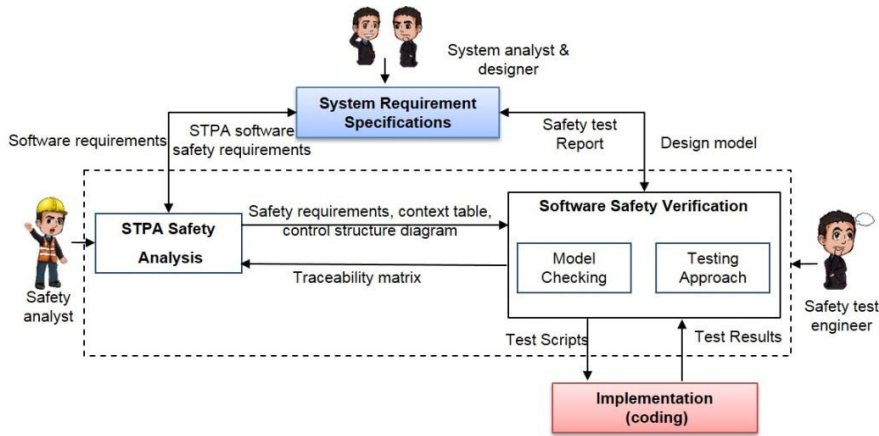 System analyst &
designer
System Requirement
Specifications
Software requirements
STPA software
safety requirements
Safety test
Report
Design model
STPA Safety
Analysis
Safety requirements, context table,
control structure diagram
Traceability matrix
Software Safety Verification
Model
Checking
Testing
Approach
Safety
analyst
Safety test
engineer
Test Scripts
Test Results
Implementation
(coding)